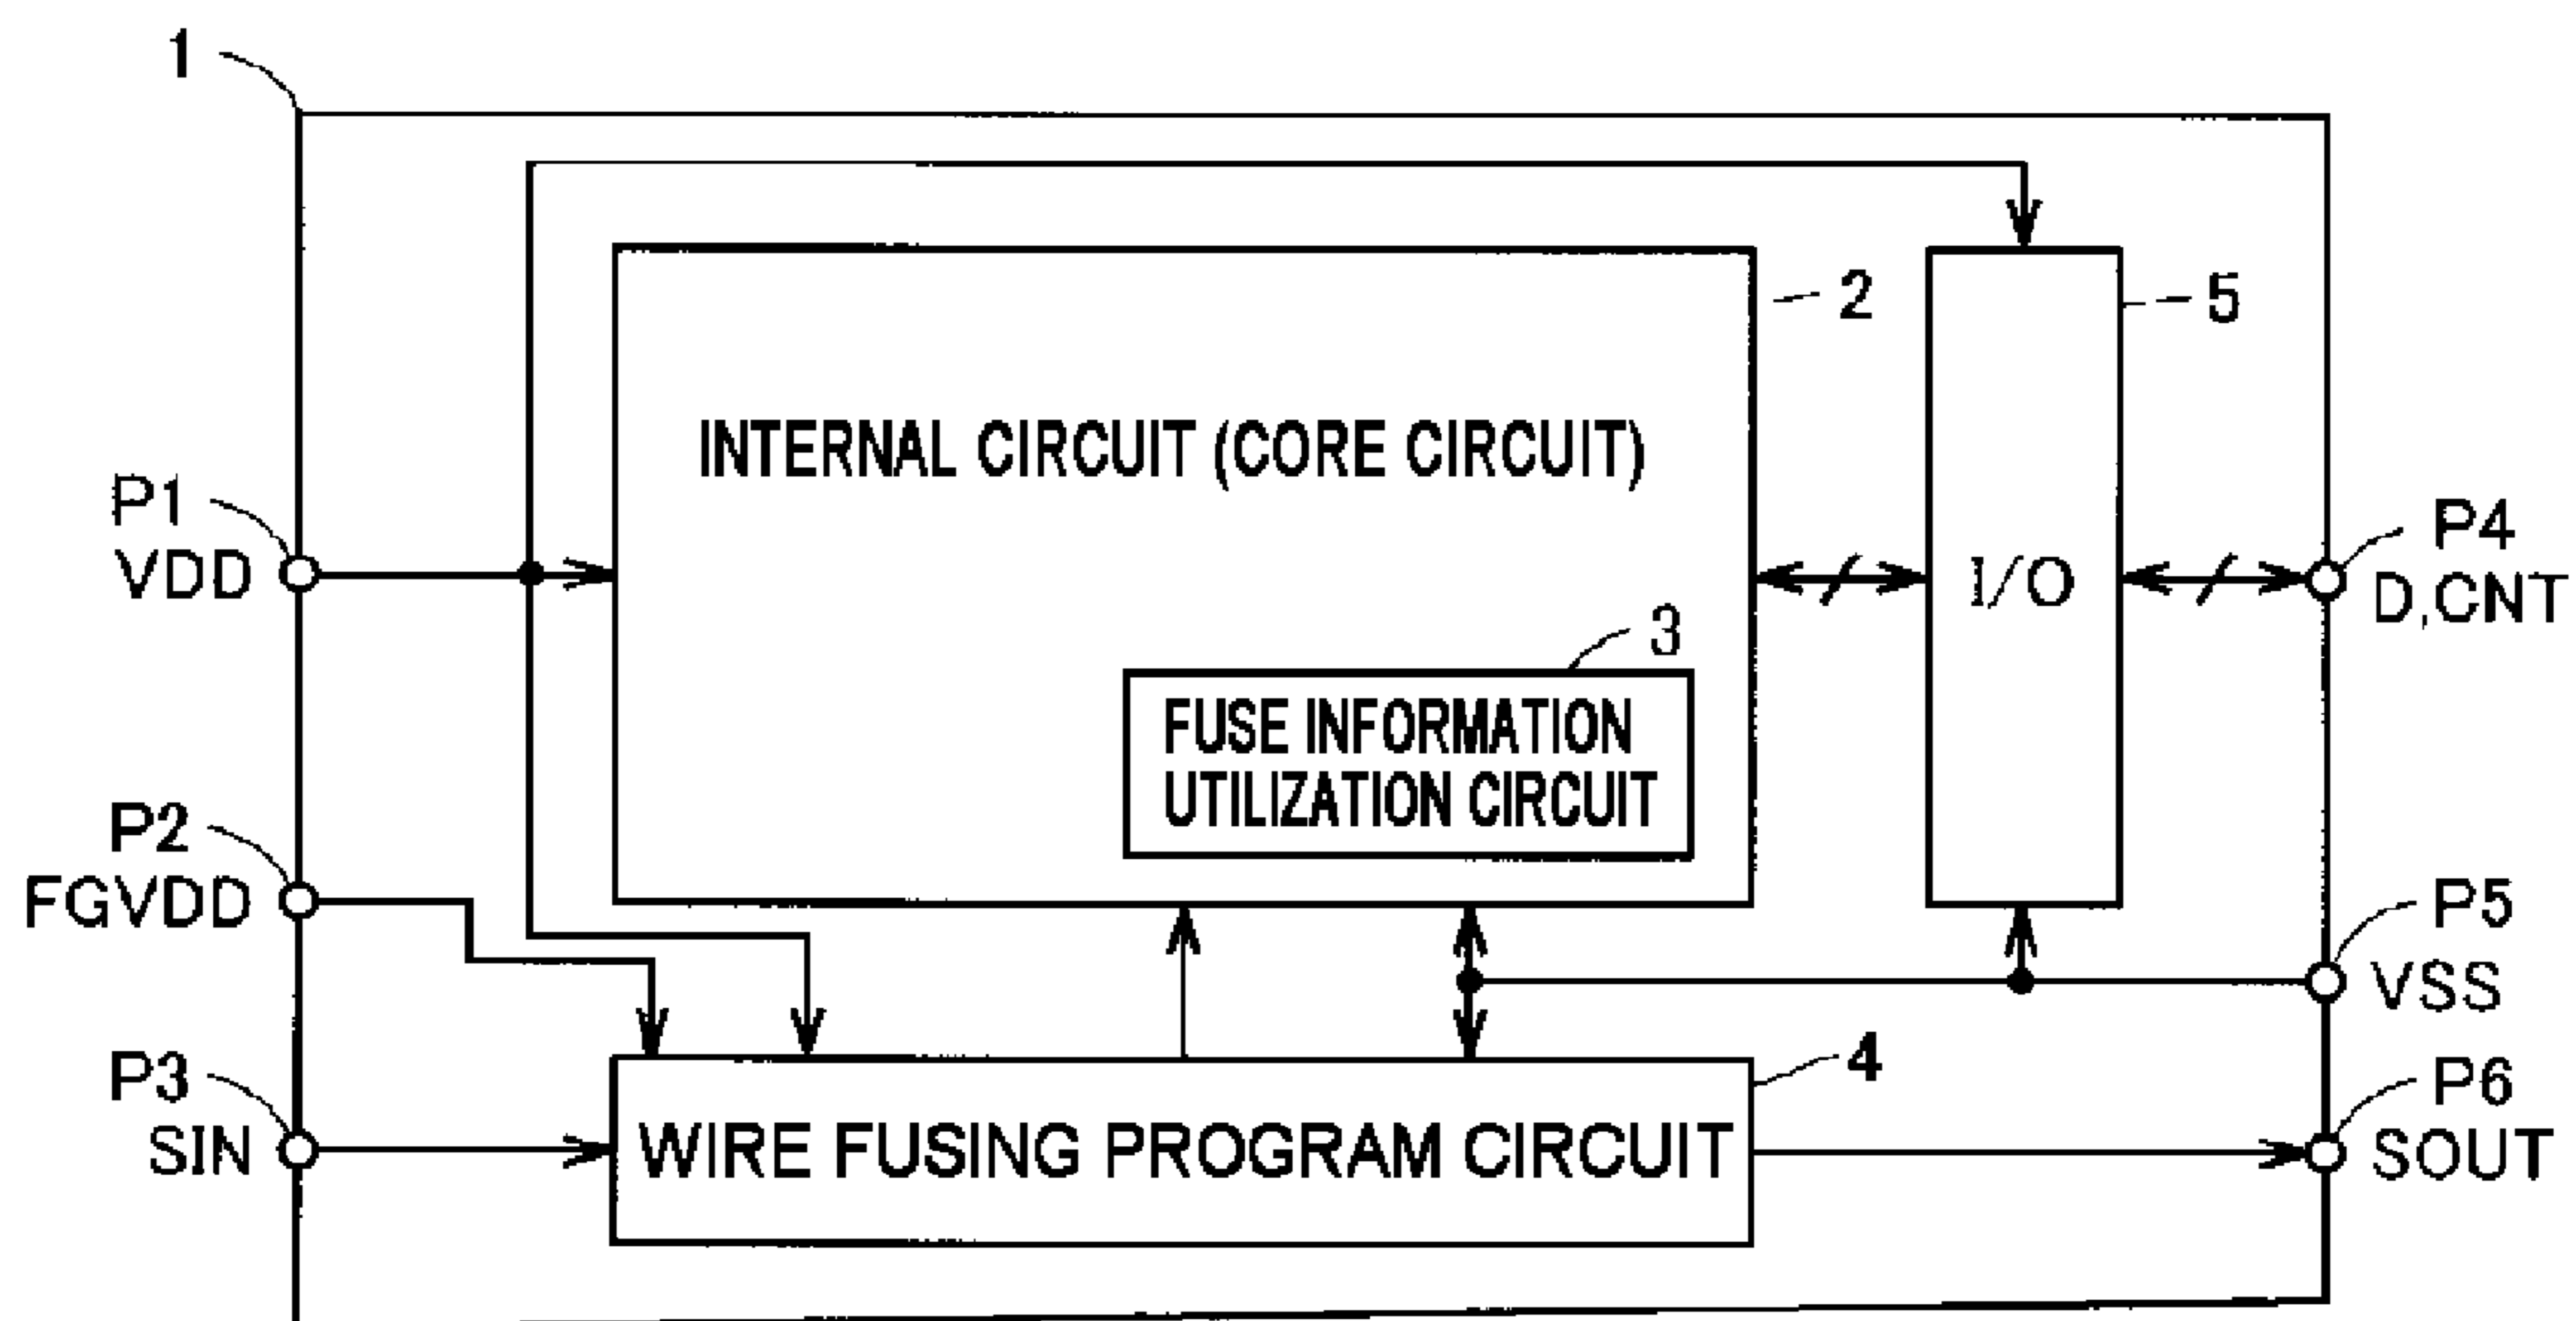 1
2
5
INTERNAL CIRCUIT (CORE CIRCUIT)
P1
VDD
I/O
P4
D,CNT
3
FUSE INFORMATION
UTILIZATION CIRCUIT
P2
FGVDD
P5
VSS
P3
SIN
4
WIRE FUSING PROGRAM CIRCUIT
P6
SOUT